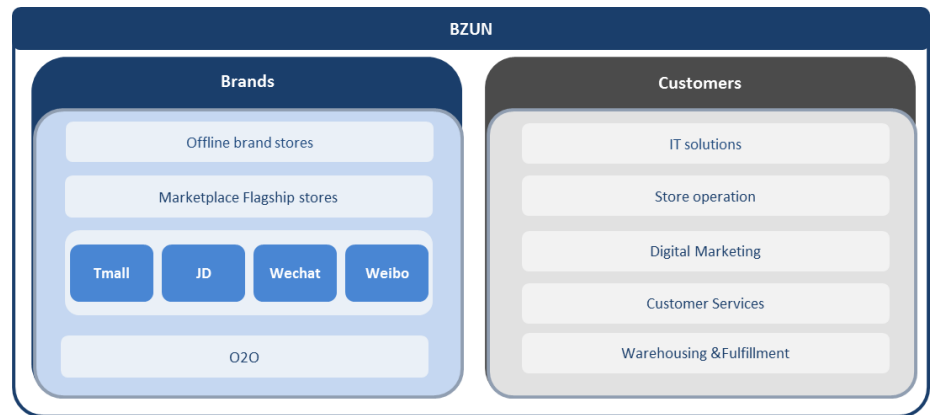 BZUN
Brands
Offline brand stores
Marketplace Flagship stores
Tmall
JD
Wechat
Weibo
O2O
Customers
IT solutions
Store operation
Digital Marketing
Customer Services
Warehousing &Fulfillment